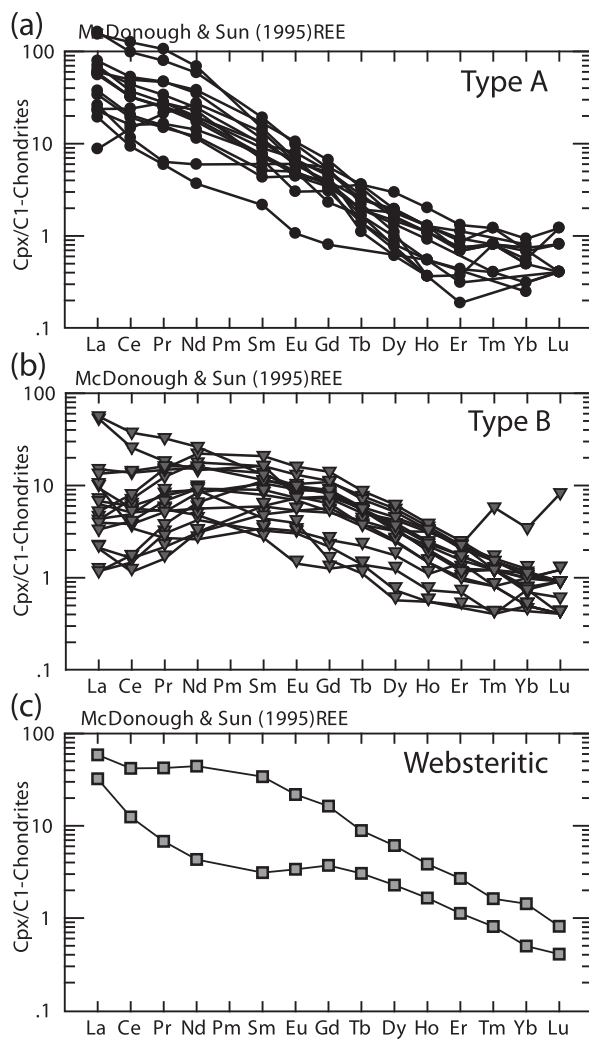 (a)
McDonough & Sun (1995)REE
100
Type A
10
Cpx/C1-Chondrites
1
.1
La Ce Pr Nd Pm Sm Eu Gd Tb Dy Ho Er Tm Yb Lu
(b)
McDonough & Sun (1995)REE
100
Type B
10
Cpx/C1-Chondrites
1
.1
La Ce Pr Nd Pm Sm Eu Gd Tb Dy Ho Er Tm Yb Lu
(c)
McDonough & Sun (1995)REE
100
Websteritic
10
Cpx/C1-Chondrites
1
.1
La Ce Pr Nd Pm Sm Eu Gd Tb Dy Ho Er Tm Yb Lu